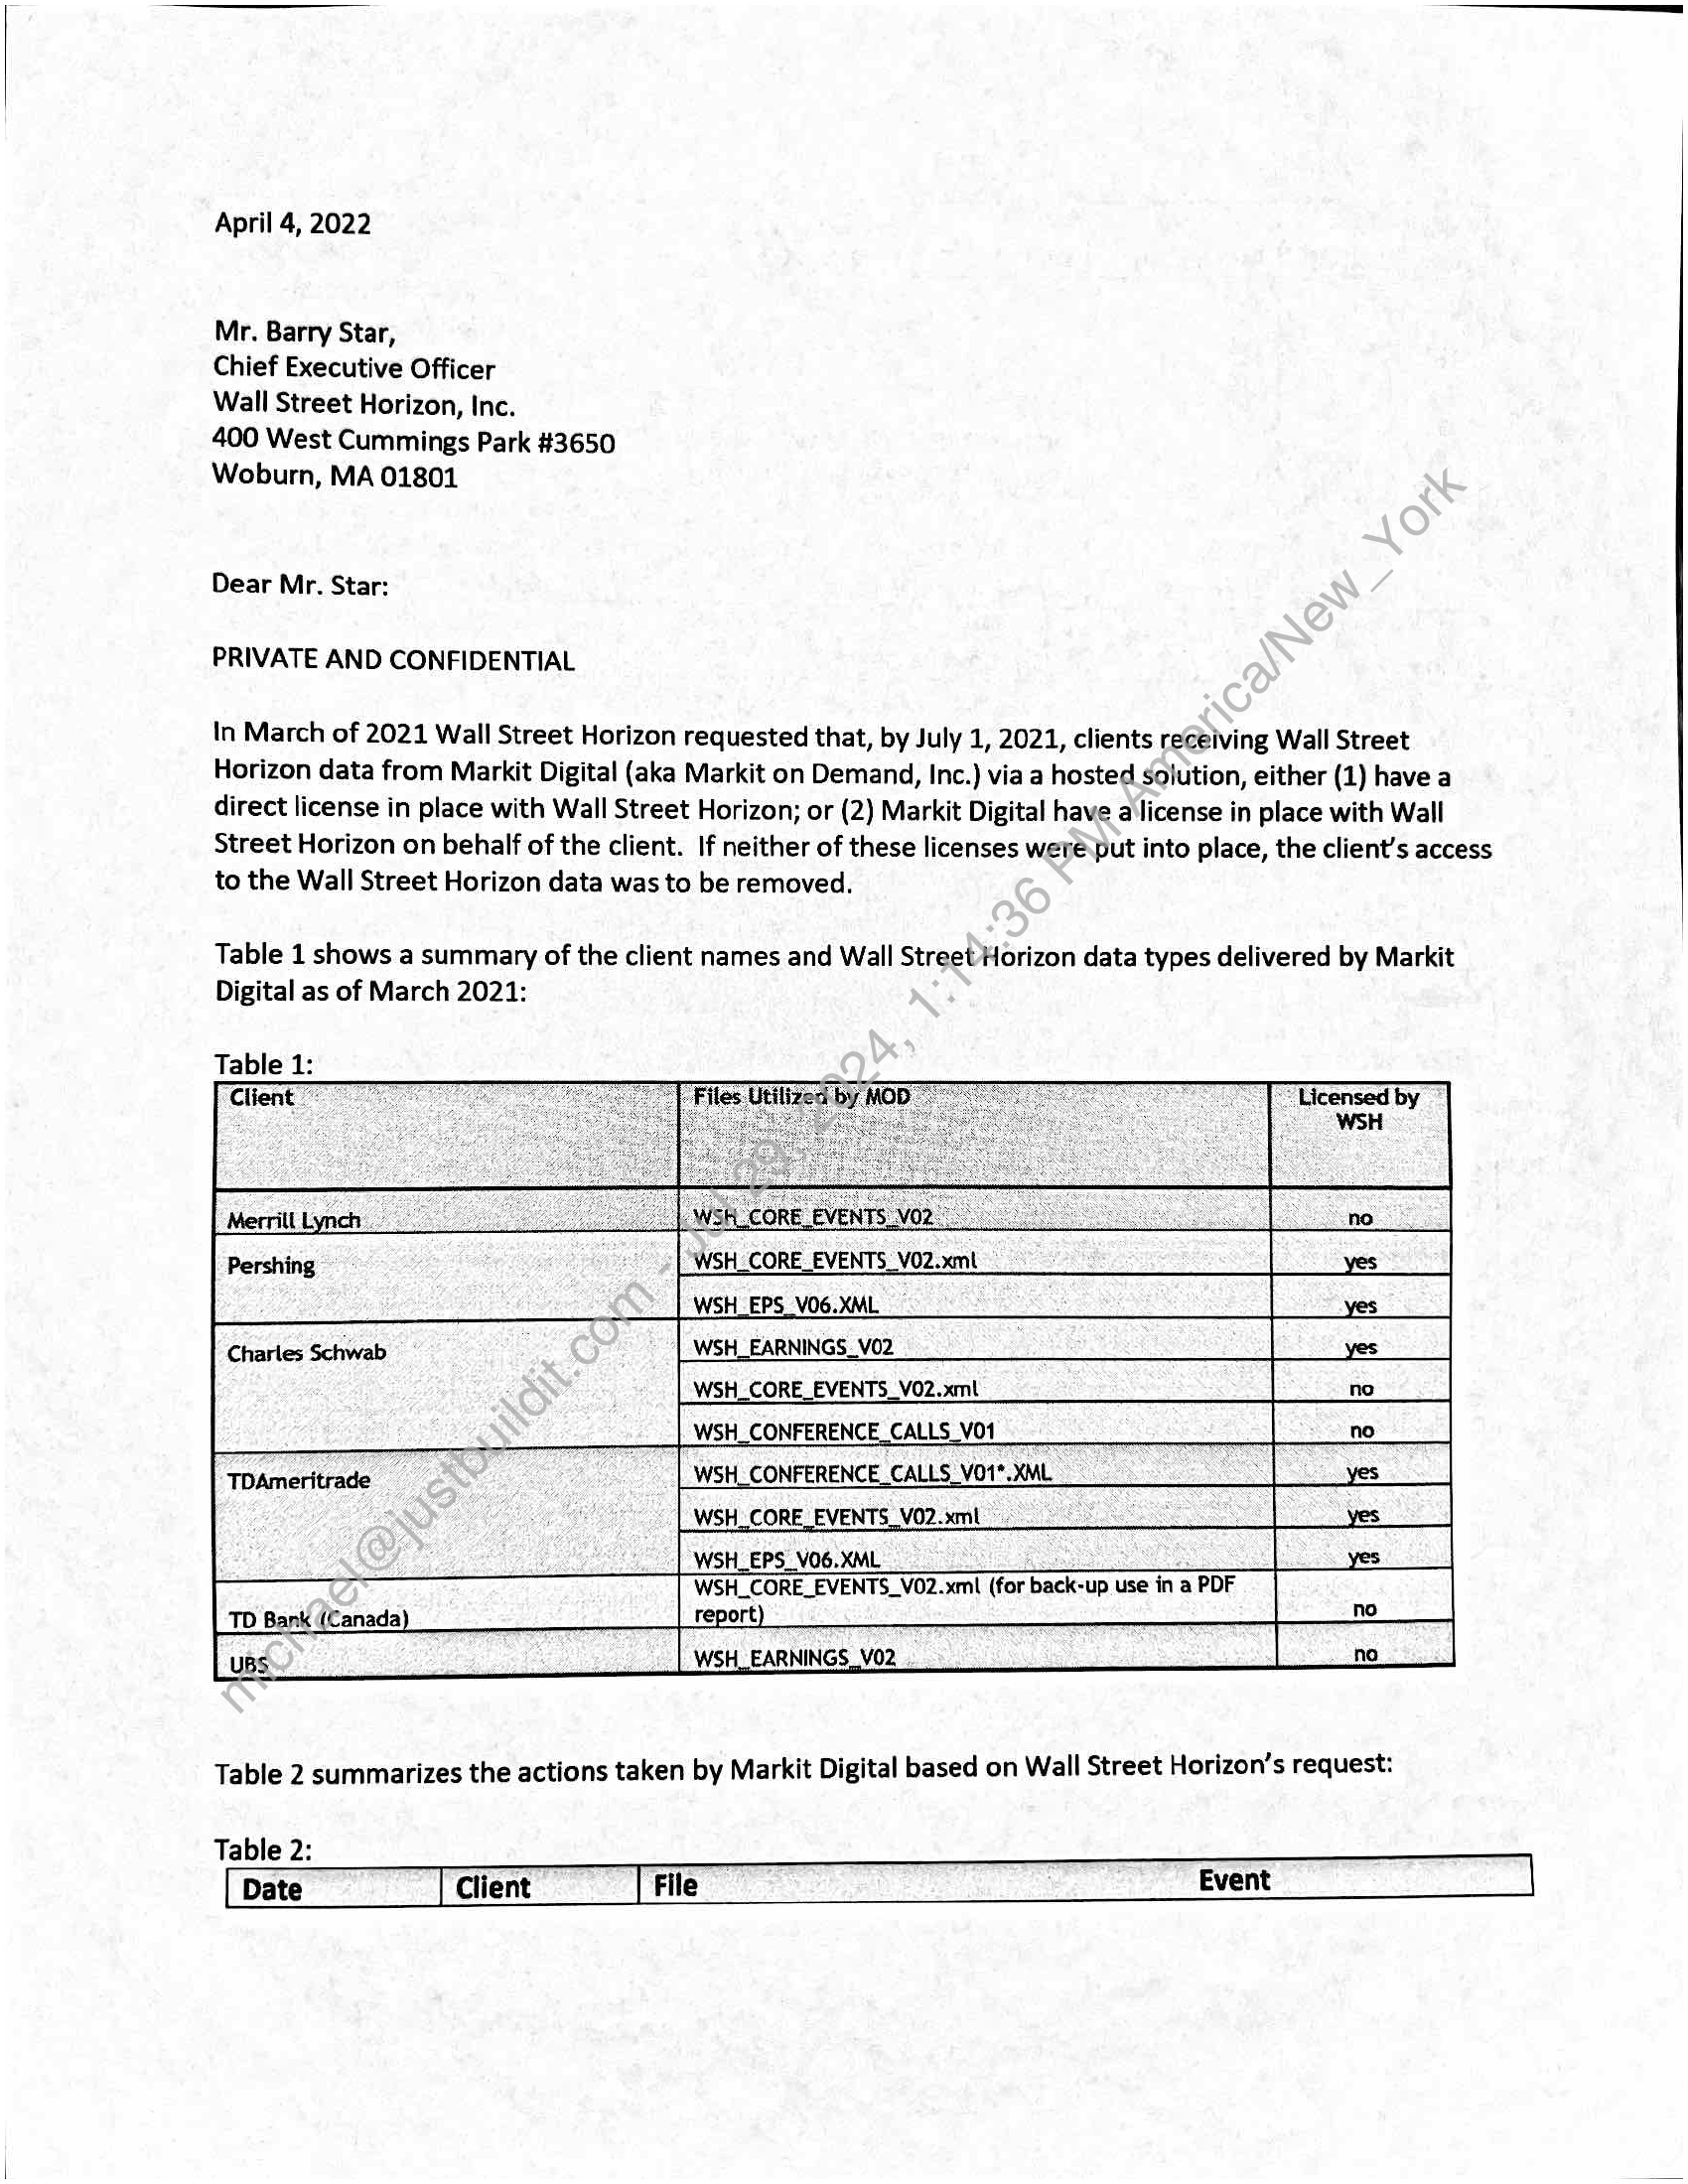 April 4, 2022
Mr. Barry Star,
Chief Executive Officer
Wall Street Horizon, Inc.
400 West Cummings Park #3650
Woburn, MA 01801
Dear Mr. Star:
PRIVATE AND CONFIDENTIAL
In March of 2021 Wall Street Horizon requested that, by July 1, 2021, clients receiving Wall Street
Horizon data from Markit Digital (aka Markit on Demand, Inc.) via a hosted solution, either (1) have a
direct license in place with Wall Street Horizon; or (2) Markit Digital have a license in place with Wall
Street Horizon on behalf of the client. If neither of these licenses were put into place, the client's access
to the Wall Street Horizon data was to be removed.
Table 1 shows a summary of the client names and Wall Street Horizon data types delivered by Markit
Digital as of March 2021:
Table 1:
Client Files Utilized by MOD Licensed by
WSH
Merrill Lynch WSH_CORE_EVENTS_V02 no
Pershing WSH_CORE_EVENTS_V02.xml yes
WSH_EPS_V06.XML yes
Charles Schwab WSH_EARNINGS_V02 yes
WSH_CORE_EVENTS_V02.xml no
WSH_CONFERENCE_CALLS_V01 no
TDAmeritrade WSH_CONFERENCE_CALLS_V01*.XML yes
WSH_CORE_EVENTS_V02.xml yes
WSH_EPS_V06.XML yes
WSH_CORE_EVENTS_V02.xml (for back-up use in a PDF
TD Bank (Canada) report) no
UBS WSH_EARNINGS_V02 no
Table 2 summarizes the actions taken by Markit Digital based on Wall Street Horizon's request:
Table 2:
Date Client File Event
michael@justbuildit.com - Jul 29, 2024, 1:14:36 PM America/New_York